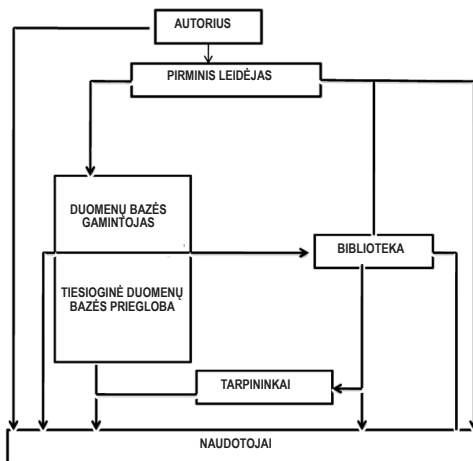 AUTORIUS
PIRMINIS LEIDĖJAS
DUOMENŲ BAZĖS
GAMINTOJAS
BIBLIOTEKA
TIESIOGINĖ DUOMENŲ
BAZĖS PRIEGLOBA
TARPININKAI
NAUDOTOJAI